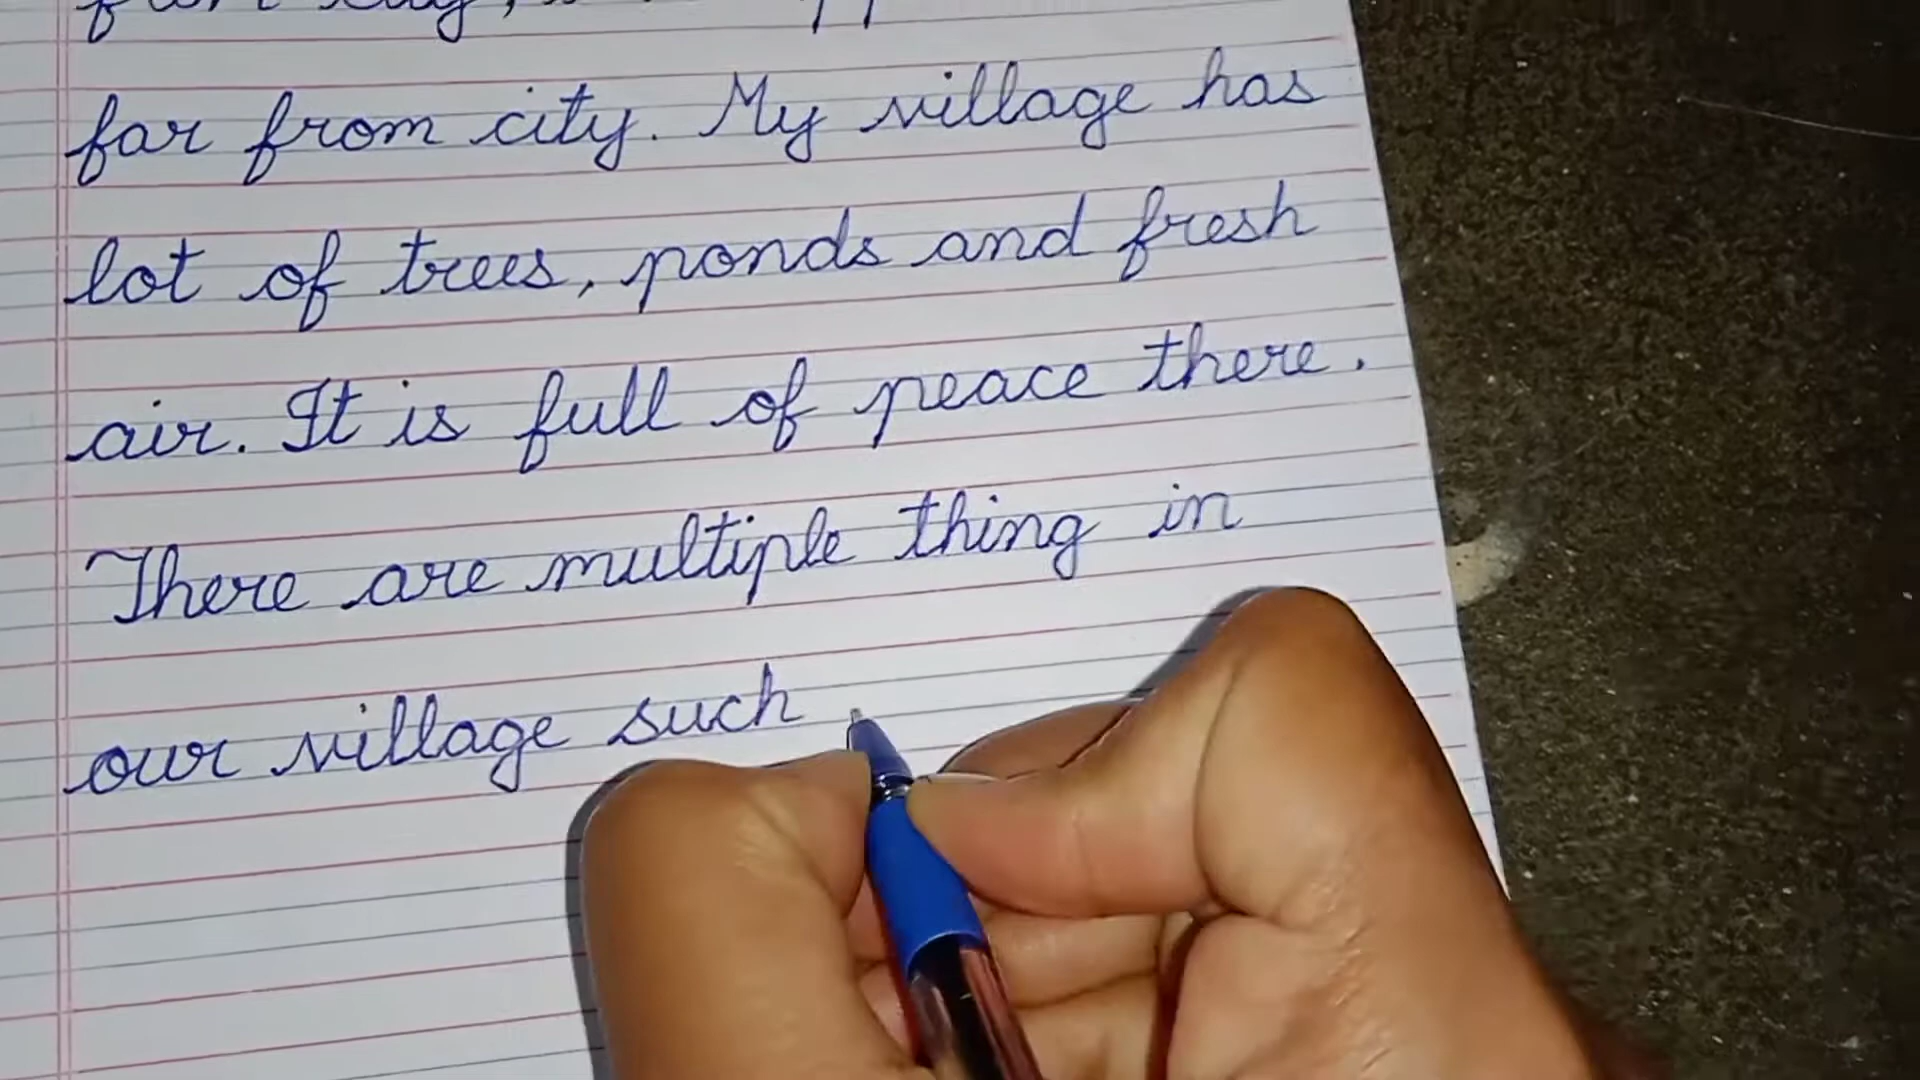 far from city. My village has
lot of trees, ponds and fresh
air. It is full of peace there.
There are multiple thing in
our village such